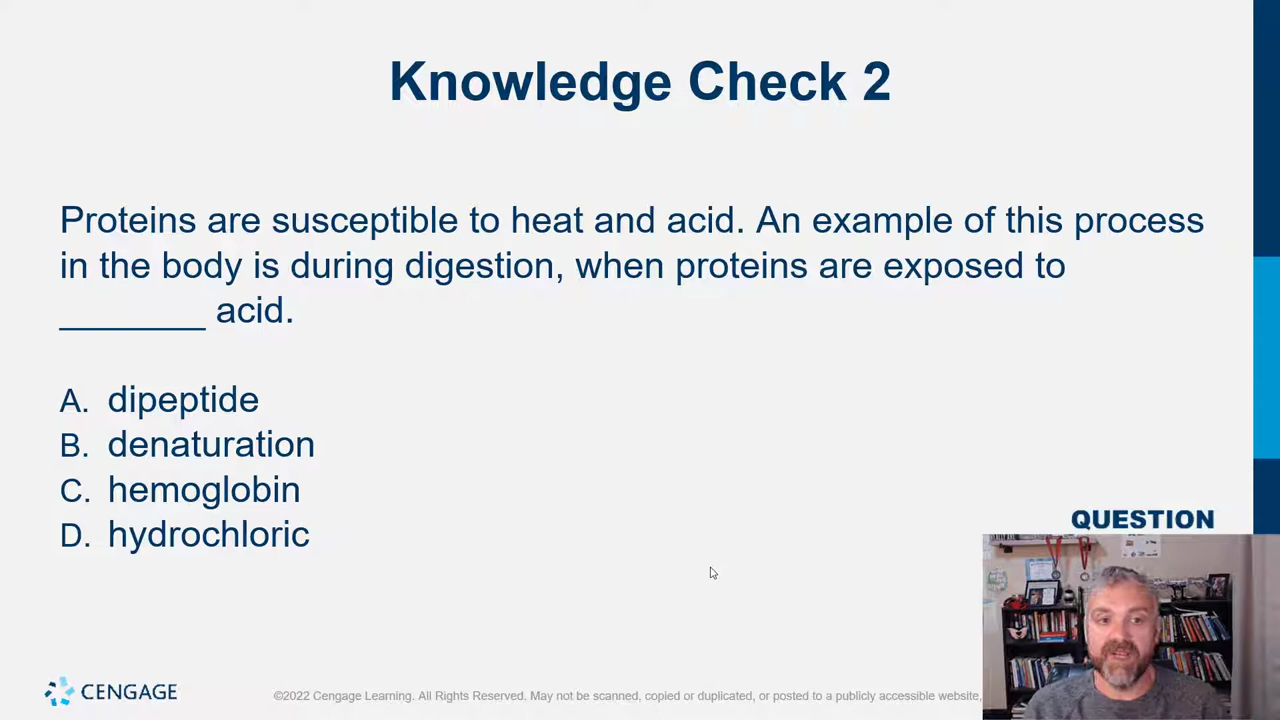 Knowledge Check 2
Proteins are susceptible to heat and acid. An example of this process
in the body is during digestion, when proteins are exposed to
_______ acid.
A. dipeptide
B. denaturation
C. hemoglobin
D. hydrochloric
QUESTION
CENGAGE
©2022 Cengage Learning. All Rights Reserved. May not be scanned, copied or duplicated, or posted to a publicly accessible website,